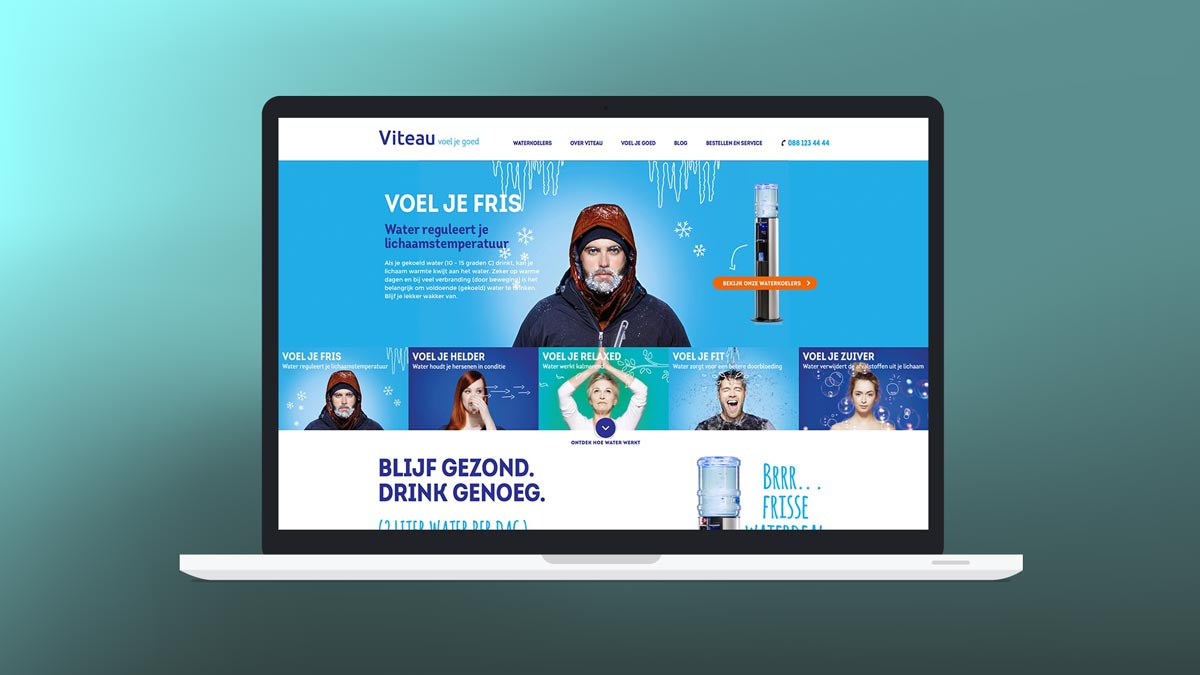 Viteau voel je goed
WATERKOELERS OVER VITEAU VOEL JE GOED BLOG BESTELLEN EN SERVICE 088 123 44 44
VOEL JE FRIS
Water reguleert je
lichaamstemperatuur
Als je gekoeld water (10 - 15 graden C) drinkt, kan je
lichaam warmte kwijt aan het water. Zeker op warme
dagen en bij veel verbranding (door beweging) is het
belangrijk om voldoende (gekoeld) water te drinken.
Blijf je lekker wakker van.
BEKIJK ONZE WATERKOELERS
VOEL JE FRIS
Water reguleert je lichaamstemperatuur
VOEL JE HELDER
Water houdt je hersenen in conditie
VOEL JE RELAXED
Water werkt kalmerend
VOEL JE FIT
Water zorgt voor een betere doorbloeding
VOEL JE ZUIVER
Water verwijdert de afvalstoffen uit je lichaam
ONTDEK HOE WATER WERKT
BLIJF GEZOND.
DRINK GENOEG.
(2 LITER WATER PER DAG)
BRRR...
FRISSE
WATERDEAL